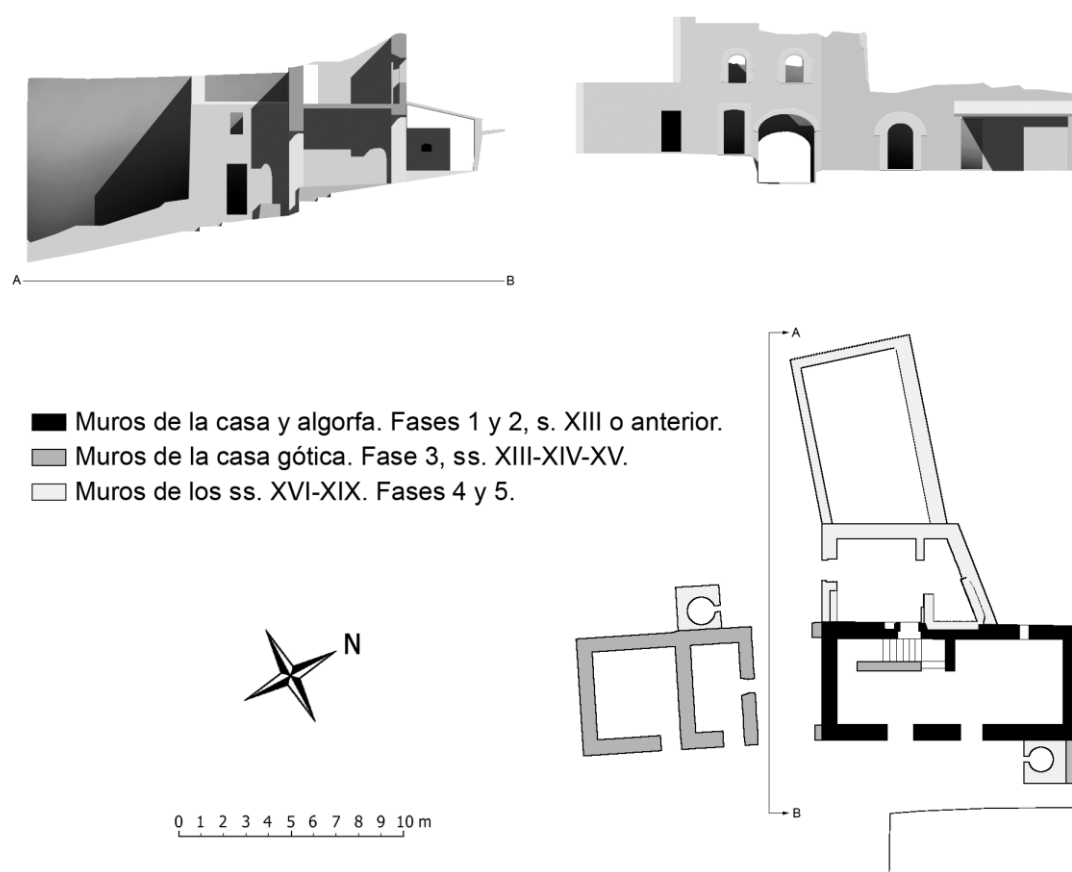 A B
A
Muros de la casa y algorfa. Fases 1 y 2, s. XIII o anterior.
Muros de la casa gótica. Fase 3, ss. XIII-XIV-XV.
Muros de los ss. XVI-XIX. Fases 4 y 5.
N
B
0 1 2 3 4 5 6 7 8 9 10 m